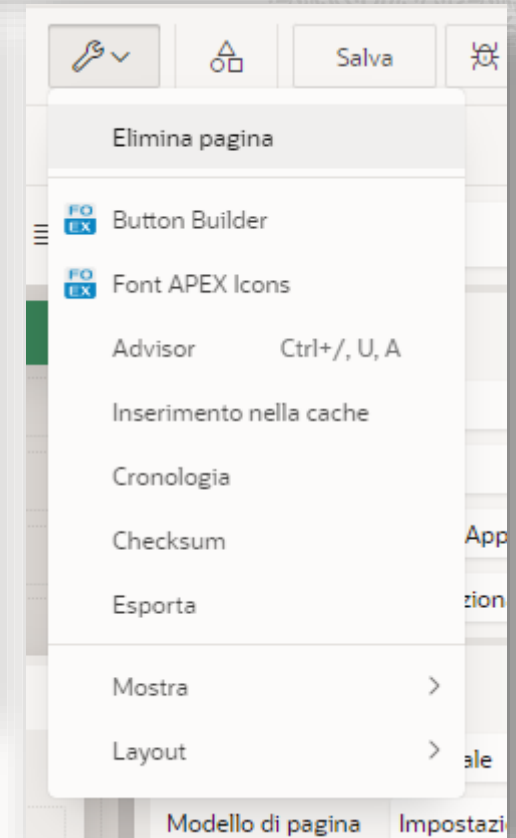 Salva
Elimina pagina
FO
EX
Button Builder
FO
EX
Font APEX Icons
Advisor Ctrl+/, U, A
Inserimento nella cache
Cronologia
Checksum
App
Esporta
zion
Mostra
Layout
ale
Modello di pagina Impostazi